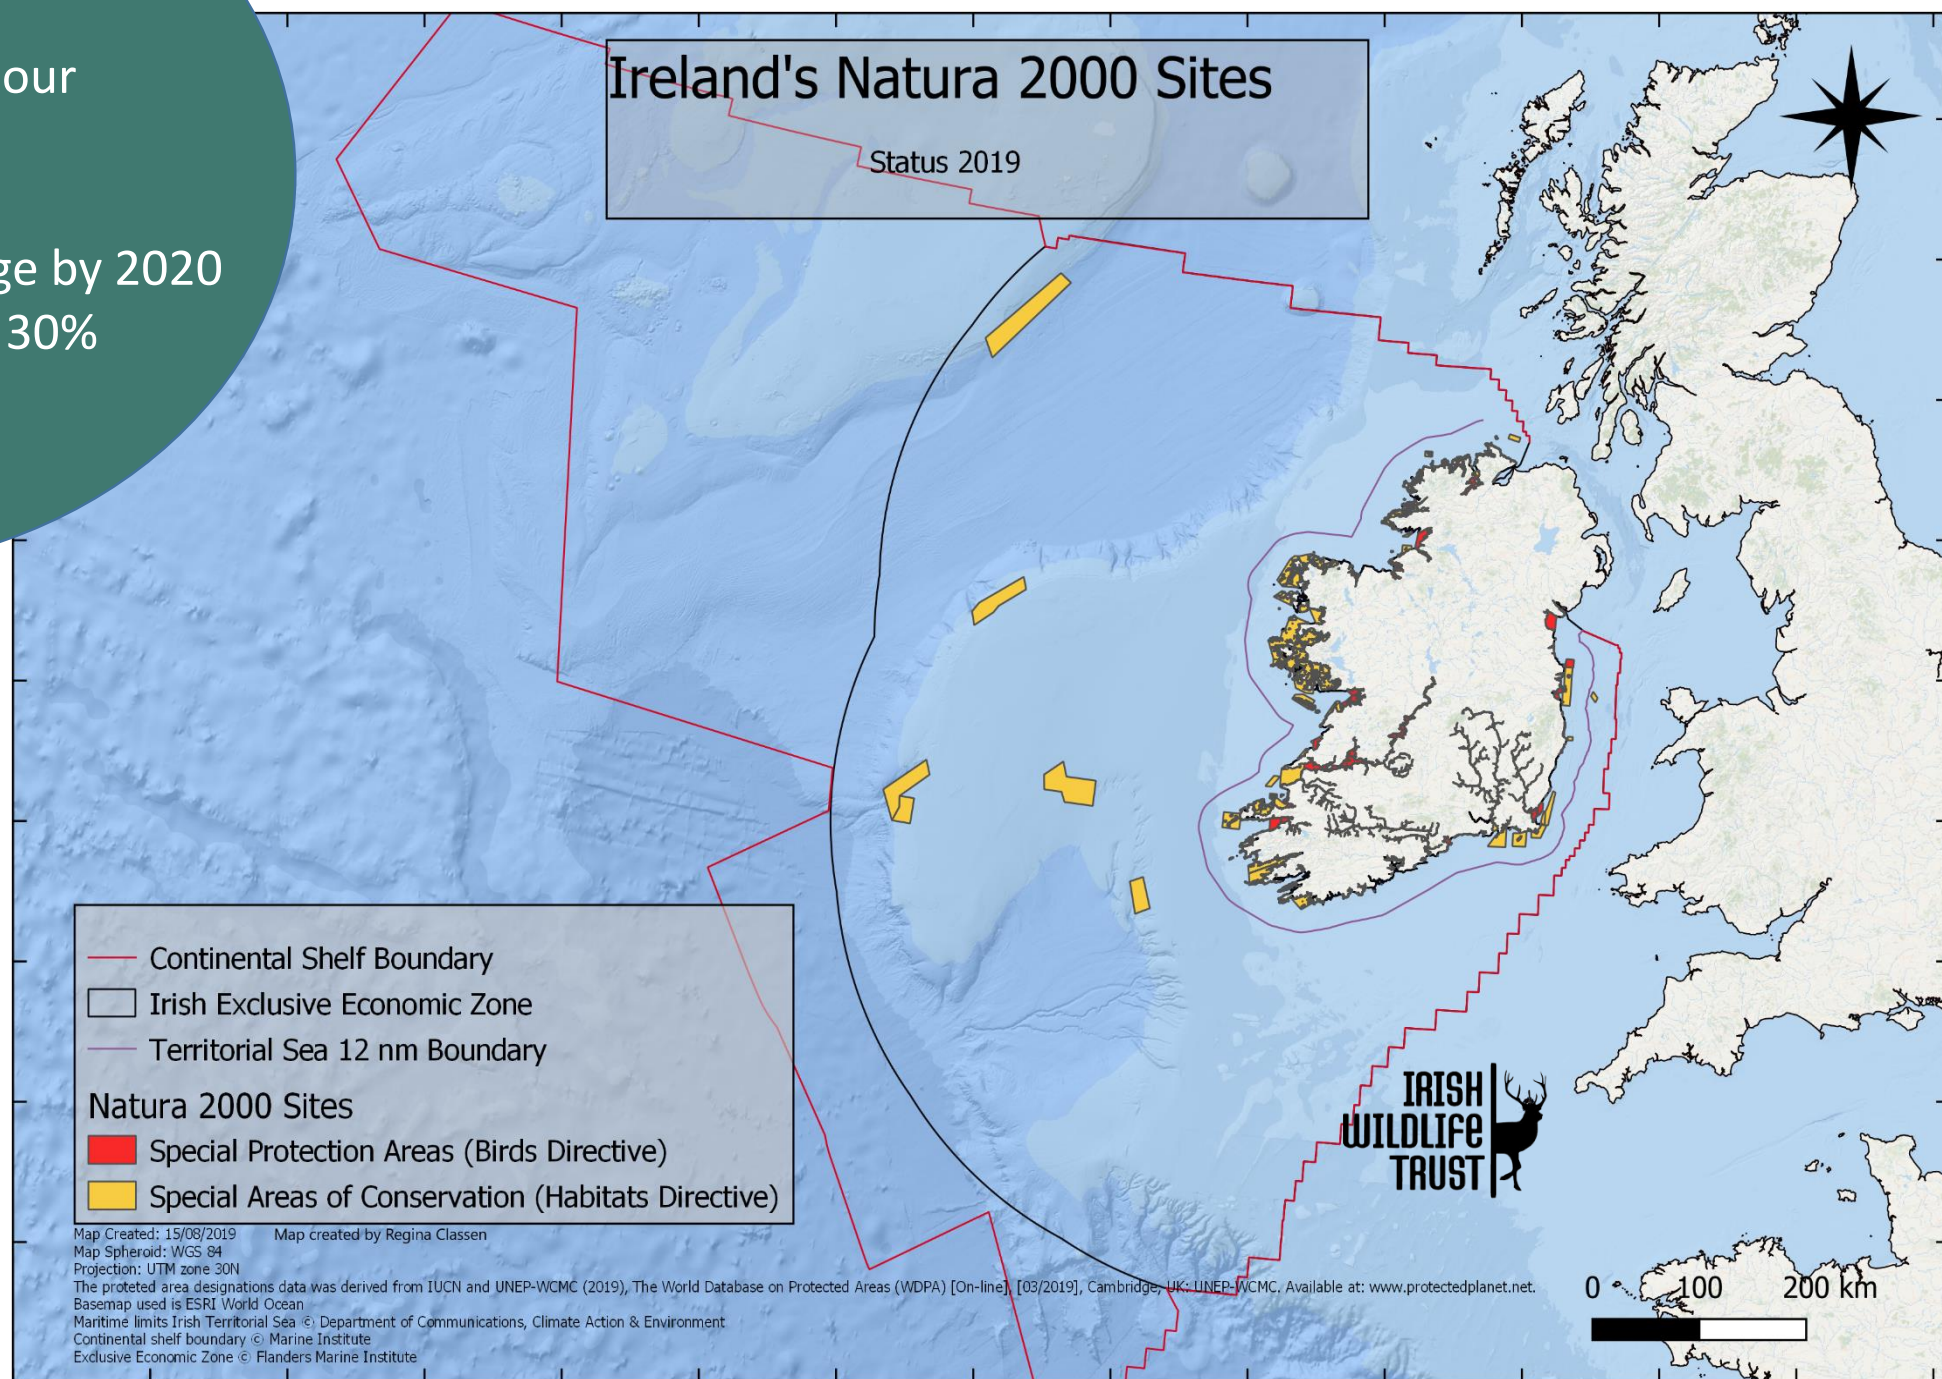 our
ge by 2020
30%
Ireland's Natura 2000 Sites
Status 2019
Continental Shelf Boundary
Irish Exclusive Economic Zone
Territorial Sea 12 nm Boundary
Natura 2000 Sites
Special Protection Areas (Birds Directive)
Special Areas of Conservation (Habitats Directive)
IRISH
WILDLIFE
TRUST
Map Created: 15/08/2019 Map created by Regina Classen
Map Spheroid: WGS 84
Projection: UTM zone 30N
The proteted area designations data was derived from IUCN and UNEP-WCMC (2019), The World Database on Protected Areas (WDPA) [On-line], [03/2019], Cambridge, UK: UNEP-WCMC. Available at: www.protectedplanet.net.
Basemap used is ESRI World Ocean
Maritime limits Irish Territorial Sea © Department of Communications, Climate Action & Environment
Continental shelf boundary © Marine Institute
Exclusive Economic Zone © Flanders Marine Institute
0 100 200 km